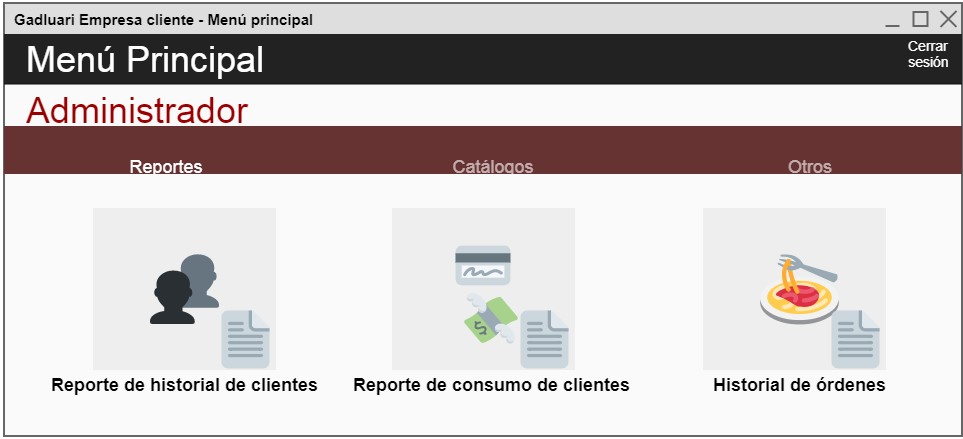 Gadluari Empresa cliente - Menú principal
Menú Principal
Cerrar
sesión
Administrador
Reportes
Catálogos
Otros
Reporte de historial de clientes
Reporte de consumo de clientes
Historial de órdenes